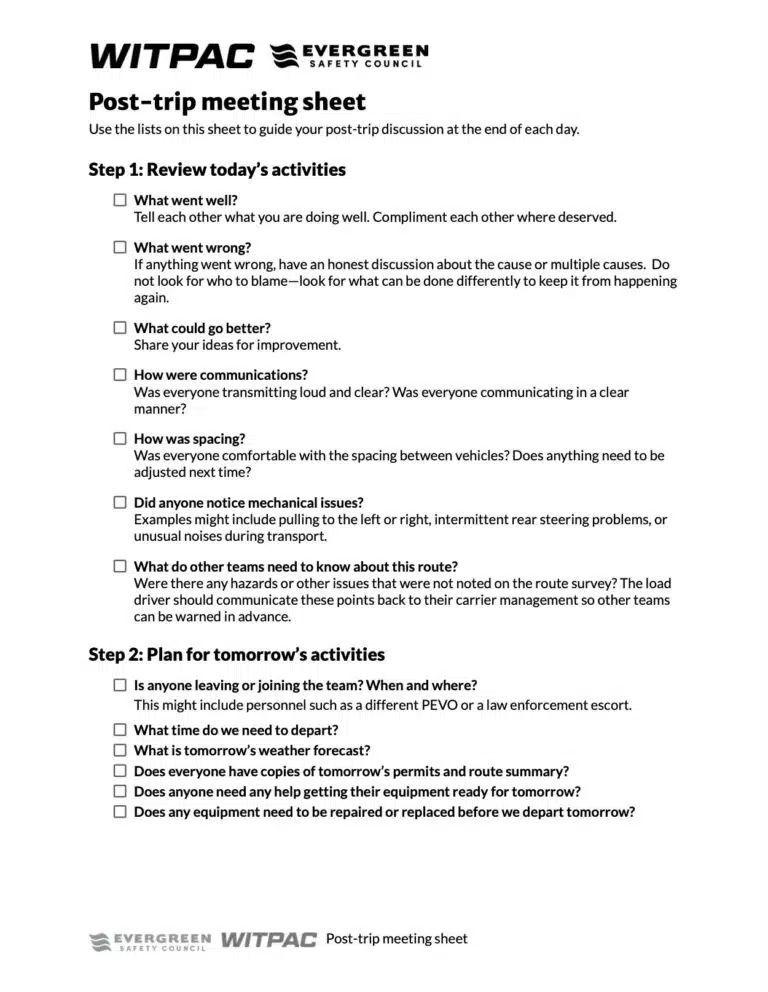 WITPAC EVERGREEN
SAFETY COUNCIL
Post-trip meeting sheet
Use the lists on this sheet to guide your post-trip discussion at the end of each day.
Step 1: Review today’s activities
What went well?
Tell each other what you are doing well. Compliment each other where deserved.
What went wrong?
If anything went wrong, have an honest discussion about the cause or multiple causes.  Do
not look for who to blame—look for what can be done differently to keep it from happening
again.
What could go better?
Share your ideas for improvement.
How were communications?
Was everyone transmitting loud and clear? Was everyone communicating in a clear
manner?
How was spacing?
Was everyone comfortable with the spacing between vehicles? Does anything need to be
adjusted next time?
Did anyone notice mechanical issues?
Examples might include pulling to the left or right, intermittent rear steering problems, or
unusual noises during transport.
What do other teams need to know about this route?
Were there any hazards or other issues that were not noted on the route survey? The load
driver should communicate these points back to their carrier management so other teams
can be warned in advance.
Step 2: Plan for tomorrow’s activities
Is anyone leaving or joining the team? When and where?
This might include personnel such as a different PEVO or a law enforcement escort.
What time do we need to depart?
What is tomorrow’s weather forecast?
Does everyone have copies of tomorrow’s permits and route summary?
Does anyone need any help getting their equipment ready for tomorrow?
Does any equipment need to be repaired or replaced before we depart tomorrow?
EVERGREEN WITPAC Post-trip meeting sheet
SAFETY COUNCIL